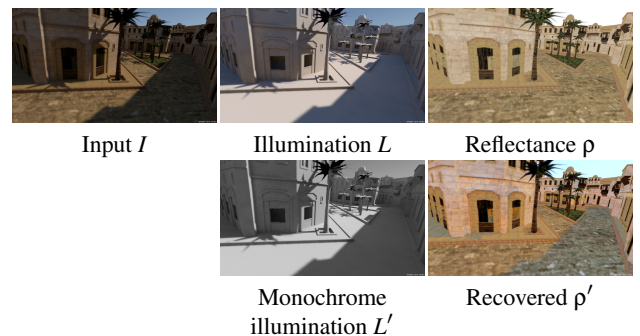 Input I
Illumination L
Reflectance ρ
Monochrome
illumination L′
Recovered ρ′